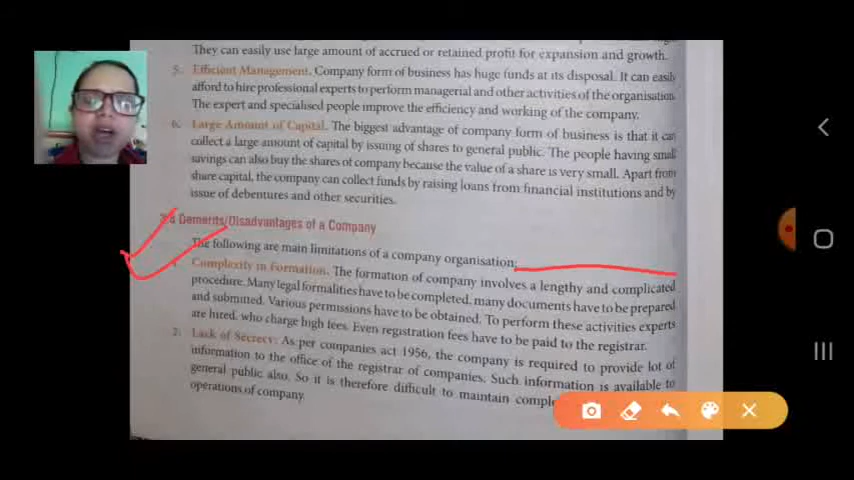 They can easily use large amount of accrued or retained profit for expansion and growth.
5. Efficient Management. Company form of business has huge funds at its disposal. It can easily
afford to hire professional experts to perform managerial and other activities of the organisation.
The expert and specialised people improve the efficiency and working of the company.
6. Large Amount of Capital. The biggest advantage of company form of business is that it can
collect a large amount of capital by issuing of shares to general public. The people having small
savings can also buy the shares of company because the value of a share is very small. Apart from
share capital, the company can collect funds by raising loans from financial institutions and by
issue of debentures and other securities.
Demerits/Disadvantages of a Company
The following are main limitations of a company organisation:
Complexity in Formation. The formation of company involves a lengthy and complicated
procedure. Many legal formalities have to be completed, many documents have to be prepared
and submitted. Various permissions have to be obtained. To perform these activities experts
are hired, who charge high fees. Even registration fees have to be paid to the registrar.
2. Lack of Secrecy. As per companies act 1956, the company is required to provide lot of
information to the office of the registrar of companies. Such information is available to
general public also. So it is therefore difficult to maintain
operations of company.